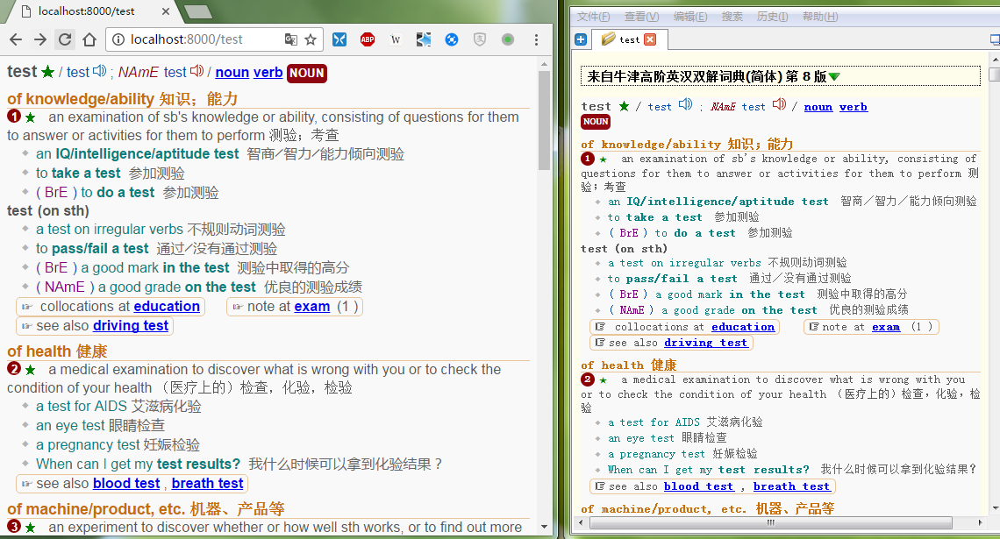 localhost:8000/test
localhost:8000/test
ABP
W
test ★ / test ; NAmE test / noun verb NOUN
of knowledge/ability 知识；能力
1 ★ an examination of sb's knowledge or ability, consisting of questions for them
to answer or activities for them to perform 测验；考查
an IQ/intelligence/aptitude test 智商／智力／能力倾向测验
to take a test 参加测验
( BrE ) to do a test 参加测验
test (on sth)
a test on irregular verbs 不规则动词测验
to pass/fail a test 通过／没有通过测验
( BrE ) a good mark in the test 测验中取得的高分
( NAmE ) a good grade on the test 优良的测验成绩
☞ collocations at education ☞ note at exam (1 )
☞ see also driving test
of health 健康
2 ★ a medical examination to discover what is wrong with you or to check the
condition of your health （医疗上的）检查，化验，检验
a test for AIDS 艾滋病化验
an eye test 眼睛检查
a pregnancy test 妊娠检验
When can I get my test results? 我什么时候可以拿到化验结果？
☞ see also blood test , breath test
of machine/product, etc. 机器、产品等
3 ★ an experiment to discover whether or how well sth works, or to find out more
文件(F) 查看(V) 编辑(E) 搜索 历史(I) 帮助(H)
test
来自牛津高阶英汉双解词典(简体) 第 8 版
test ★ / test ; NAmE test / noun verb
NOUN
of knowledge/ability 知识；能力
1 ★ an examination of sb's knowledge or ability, consisting of
questions for them to answer or activities for them to perform 测
验；考查
an IQ/intelligence/aptitude test 智商／智力／能力倾向测验
to take a test 参加测验
( BrE ) to do a test 参加测验
test (on sth)
a test on irregular verbs 不规则动词测验
to pass/fail a test 通过／没有通过测验
( BrE ) a good mark in the test 测验中取得的高分
( NAmE ) a good grade on the test 优良的测验成绩
☞ collocations at education ☞ note at exam (1 )
☞ see also driving test
of health 健康
2 ★ a medical examination to discover what is wrong with you
or to check the condition of your health （医疗上的）检查，化验，检
验
a test for AIDS 艾滋病化验
an eye test 眼睛检查
a pregnancy test 妊娠检验
When can I get my test results? 我什么时候可以拿到化验结果？
☞ see also blood test , breath test
of machine/product, etc. 机器、产品等